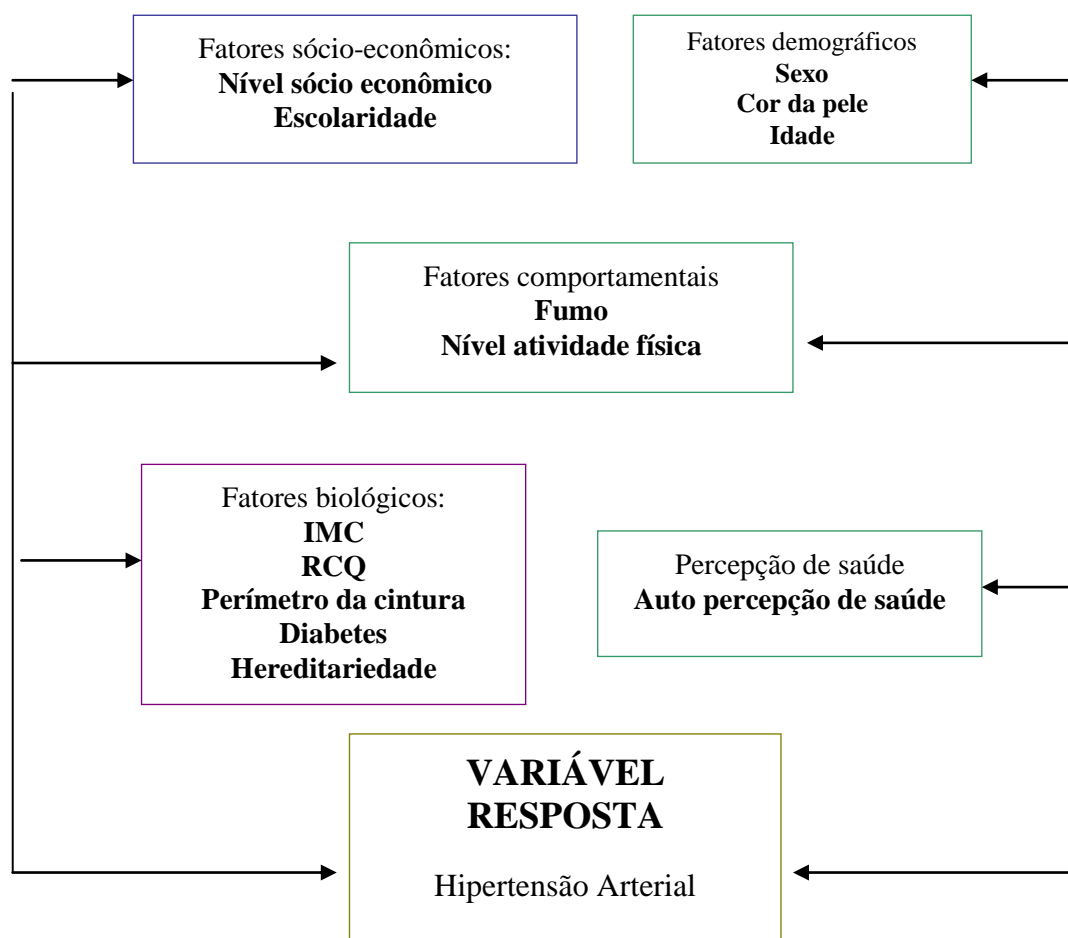 Fatores sócio-econômicos:
Nível sócio econômico
Escolaridade
Fatores demográficos
Sexo
Cor da pele
Idade
Fatores comportamentais
Fumo
Nível atividade física
Fatores biológicos:
IMC
RCQ
Perímetro da cintura
Diabetes
Hereditariedade
Percepção de saúde
Auto percepção de saúde
VARIÁVEL
RESPOSTA
Hipertensão Arterial